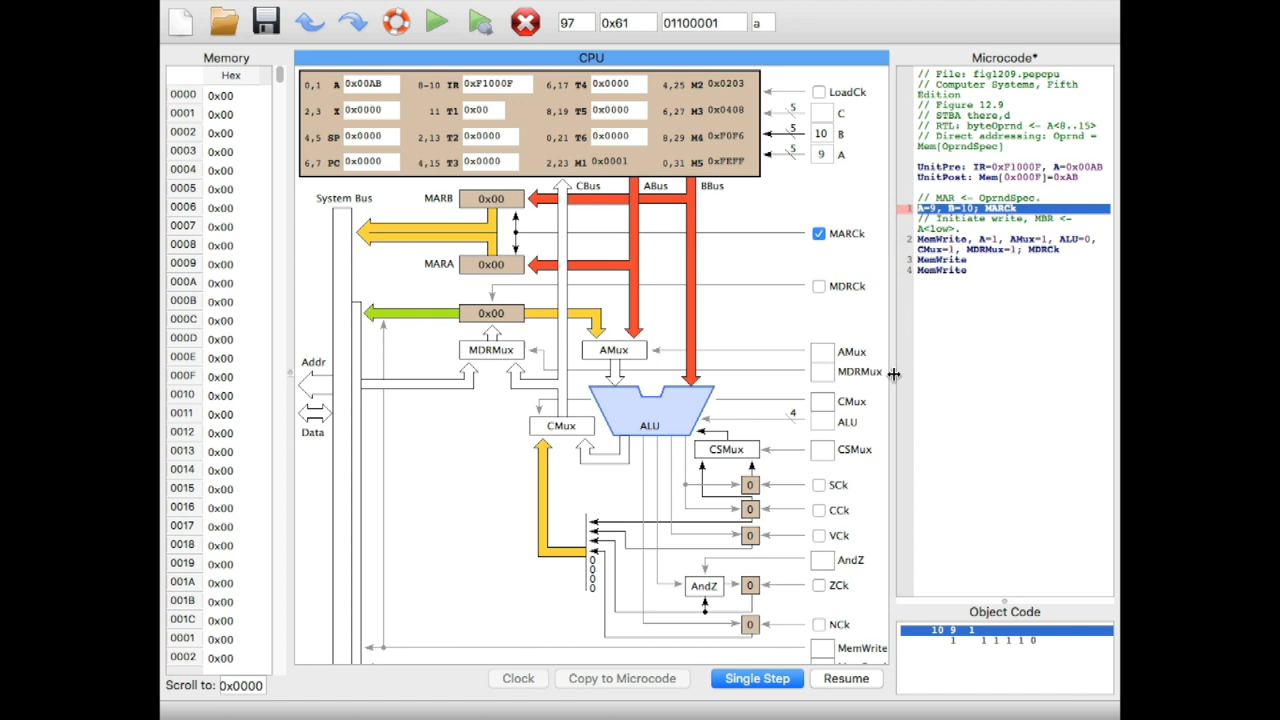 97 0x61 01100001 a
Memory
Hex
0000 0x00
0001 0x00
0002 0x00
0003 0x00
0004 0x00
0005 0x00
0006 0x00
0007 0x00
0008 0x00
0009 0x00
000A 0x00
000B 0x00
000C 0x00
000D 0x00
000E 0x00
000F 0x00
0010 0x00
0011 0x00
0012 0x00
0013 0x00
0014 0x00
0015 0x00
0016 0x00
0017 0x00
0018 0x00
0019 0x00
001A 0x00
001B 0x00
001C 0x00
0001 0x00
0002 0x00
Scroll to: 0x0000
CPU
0,1 A 0x00AB 8-10 IR 0xF1000F 6,17 T4 0x0000 4,25 M2 0x0203
2,3 X 0x0000 11 T1 0x00 8,19 T5 0x0000 6,27 M3 0x0408
4,5 SP 0x0000 2,13 T2 0x0000 0,21 T6 0x0000 8,29 M4 0xF0F6
6,7 PC 0x0000 4,15 T3 0x0000 2,23 M1 0x0001 0,31 M5 0xFEFF
LoadCk
5 C
5 10 B
5 9 A
CBus ABus BBus
System Bus
MARB 0x00
MARCk
MARA 0x00
MDRCk
0x00
MDRMux AMux
AMux
MDRMux
Addr
Data
CMux
4 ALU
CMux ALU
CSMux CSMux
0 SCk
0 CCk
0 VCk
AndZ
0
0
0
0
AndZ 0 ZCk
0 NCk
MemWrite
Clock Copy to Microcode Single Step Resume
Microcode*
// File: fig1209.pepcpu
// Computer Systems, Fifth
Edition
// Figure 12.9
// STBA there,d
// RTL: byteOprnd <- A<8..15>
// Direct addressing: Oprnd =
Mem[OprndSpec]
UnitPre: IR=0xF1000F, A=0x00AB
UnitPost: Mem[0x000F]=0xAB
// MAR <- OprndSpec.
1 A=9, B=10; MARCk
// Initiate write, MBR <-
A<low>.
2 MemWrite, A=1, AMux=1, ALU=0,
CMux=1, MDRMux=1; MDRCk
3 MemWrite
4 MemWrite
Object Code
10 9 1
1 1 1 1 1 0